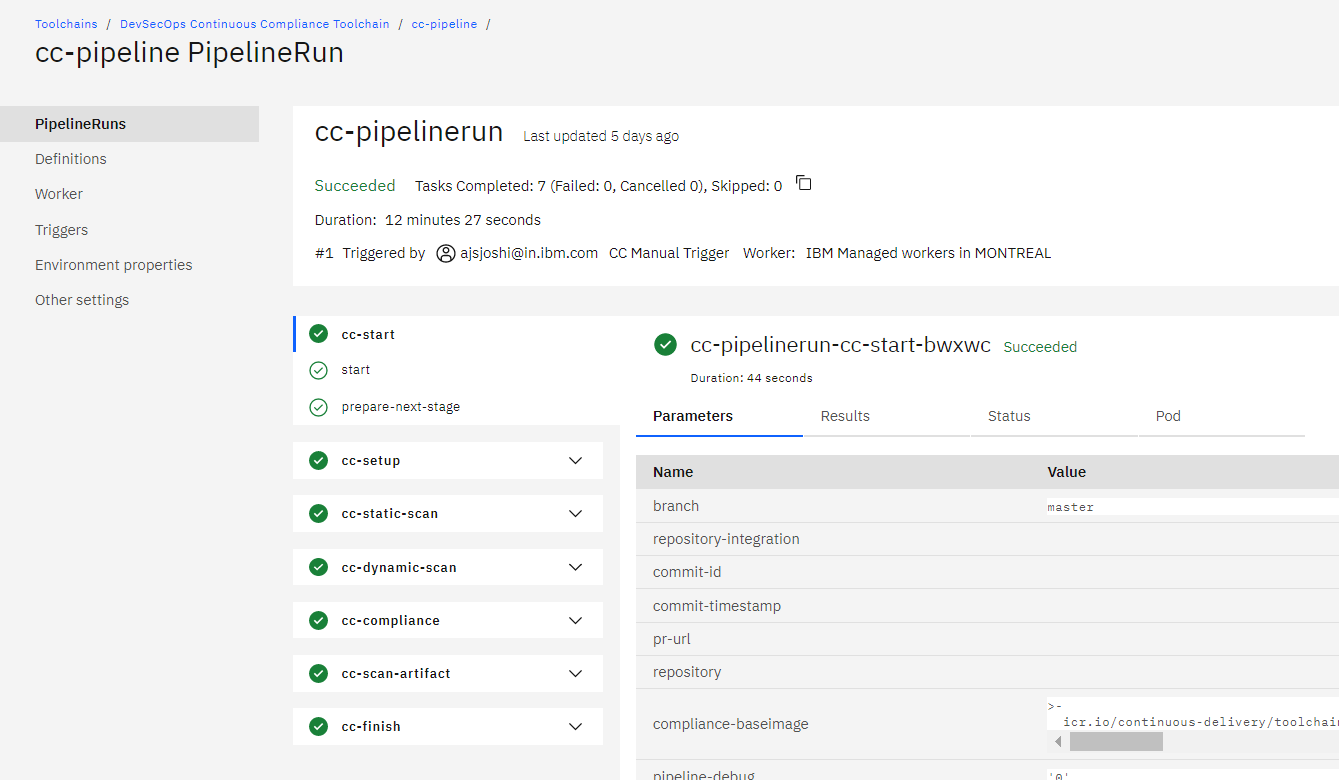 Toolchains / DevSecOps Continuous Compliance Toolchain / cc-pipeline /
cc-pipeline PipelineRun
PipelineRuns
Definitions
Worker
Triggers
Environment properties
Other settings
cc-pipelinerun Last updated 5 days ago
Succeeded Tasks Completed: 7 (Failed: 0, Cancelled 0), Skipped: 0
Duration: 12 minutes 27 seconds
#1 Triggered by ajsjoshi@in.ibm.com CC Manual Trigger Worker: IBM Managed workers in MONTREAL
cc-start
start
prepare-next-stage
cc-setup
cc-static-scan
cc-dynamic-scan
cc-compliance
cc-scan-artifact
cc-finish
cc-pipelinerun-cc-start-bwxwc Succeeded
Duration: 44 seconds
Parameters Results Status Pod
Name Value
branch master
repository-integration
commit-id
commit-timestamp
pr-url
repository
compliance-baseimage >-
icr.io/continuous-delivery/toolchain
pipeline-debug '0'